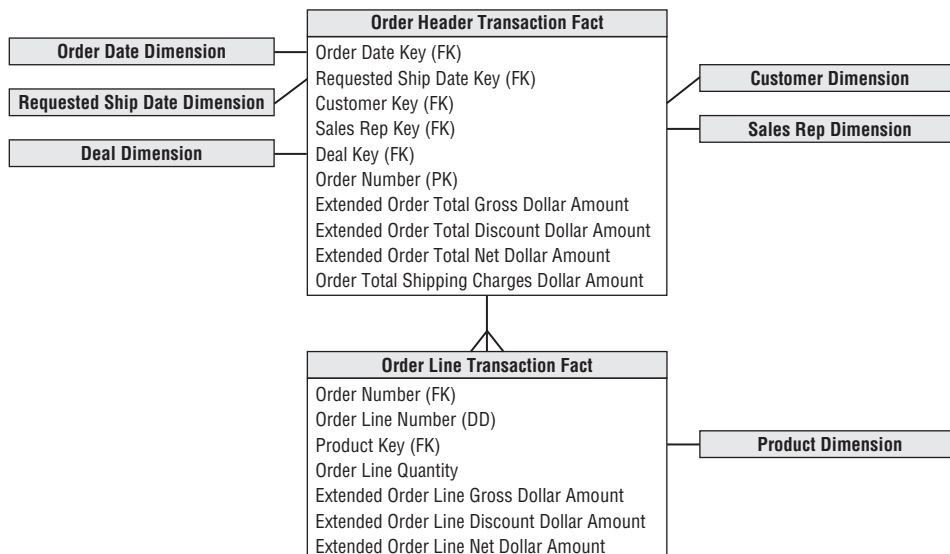 Order Header Transaction Fact
Order Date Key (FK)
Requested Ship Date Key (FK)
Customer Key (FK)
Sales Rep Key (FK)
Deal Key (FK)
Order Number (PK)
Extended Order Total Gross Dollar Amount
Extended Order Total Discount Dollar Amount
Extended Order Total Net Dollar Amount
Order Total Shipping Charges Dollar Amount
Order Date Dimension
Requested Ship Date Dimension
Deal Dimension
Customer Dimension
Sales Rep Dimension
Order Line Transaction Fact
Order Number (FK)
Order Line Number (DD)
Product Key (FK)
Order Line Quantity
Extended Order Line Gross Dollar Amount
Extended Order Line Discount Dollar Amount
Extended Order Line Net Dollar Amount
Product Dimension